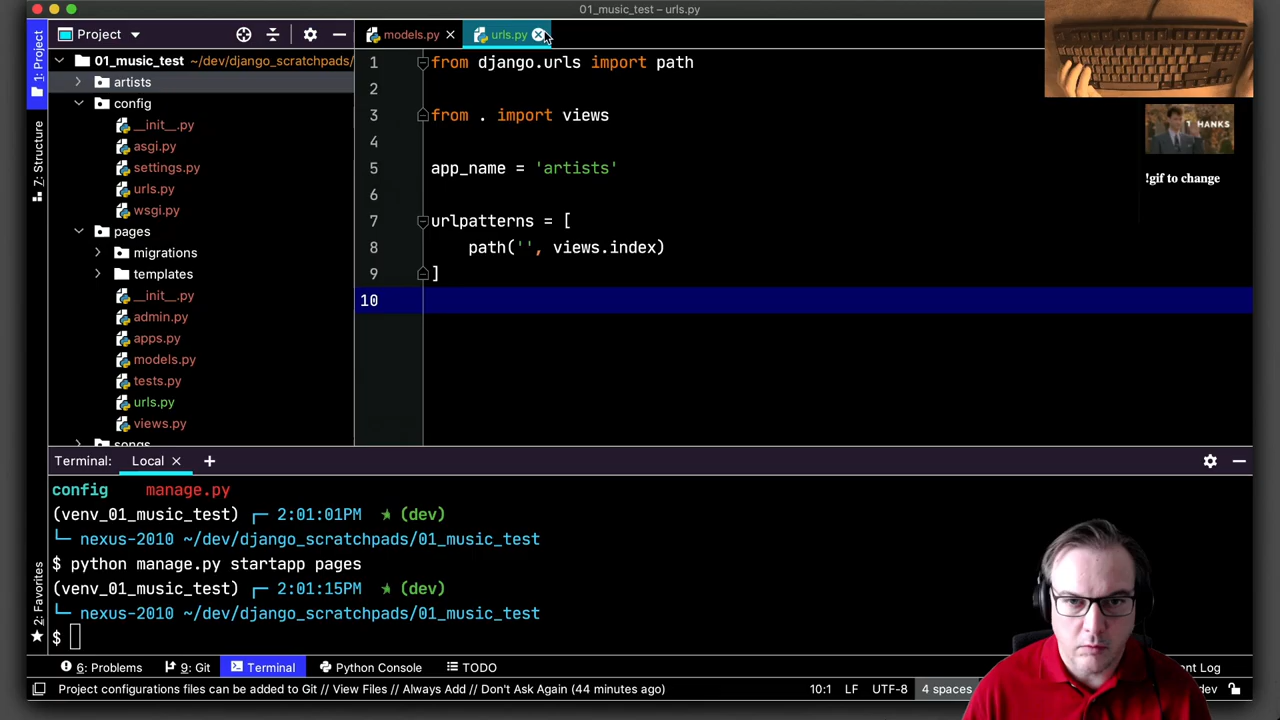 01_music_test – urls.py
Project
models.py
urls.py
1: Project
7: Structure
2: Favorites
01_music_test ~/dev/django_scratchpads/
artists
config
__init__.py
asgi.py
settings.py
urls.py
wsgi.py
pages
migrations
templates
__init__.py
admin.py
apps.py
models.py
tests.py
urls.py
views.py
songs
1 from django.urls import path
2
3 from . import views
4
5 app_name = 'artists'
6
7 urlpatterns = [
8 path('', views.index)
9 ]
10
THANKS
!gif to change
Terminal: Local +
config manage.py
(venv_01_music_test) 2:01:01PM ★ (dev)
nexus-2010 ~/dev/django_scratchpads/01_music_test
$ python manage.py startapp pages
(venv_01_music_test) 2:01:15PM ★ (dev)
nexus-2010 ~/dev/django_scratchpads/01_music_test
$
6: Problems 9: Git Terminal Python Console TODO nt Log
Project configurations files can be added to Git // View Files // Always Add // Don't Ask Again (44 minutes ago) 10:1 LF UTF-8 4 spaces dev